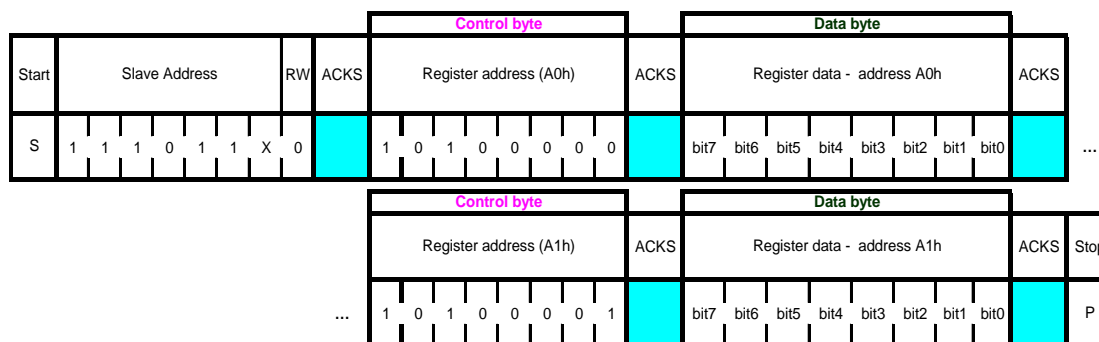 Control byte Data byte
Start Slave Address RW ACKS Register address (A0h) ACKS Register data - address A0h ACKS
S 1 1 1 0 1 1 X 0 1 0 1 0 0 0 0 0 bit7 bit6 bit5 bit4 bit3 bit2 bit1 bit0 ...
Control byte Data byte
Register address (A1h) ACKS Register data - address A1h ACKS Stop
... 1 0 1 0 0 0 0 1 bit7 bit6 bit5 bit4 bit3 bit2 bit1 bit0 P